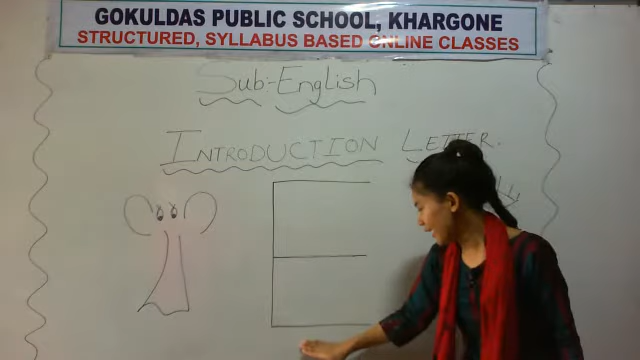 GOKULDAS PUBLIC SCHOOL, KHARGONE
STRUCTURED, SYLLABUS BASED ONLINE CLASSES
Sub:- English
INTRODUCTION LETTER.
E